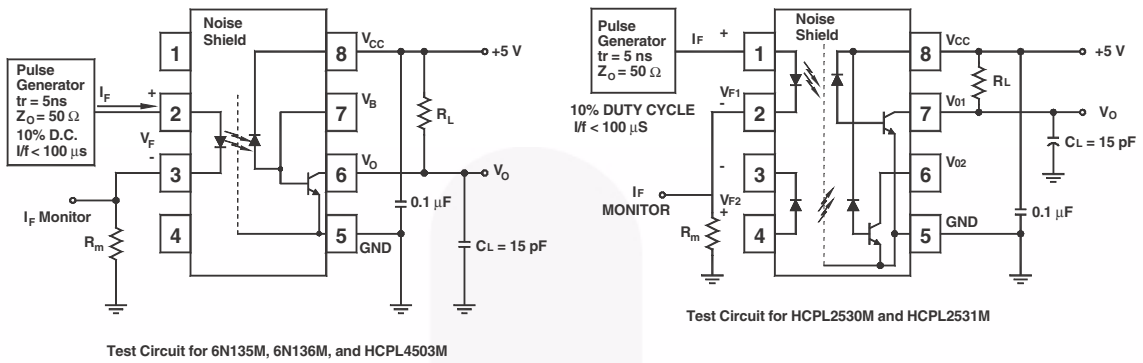 Noise
Shield
Pulse
Generator
tr = 5ns
Z_O = 50 Ω
10% D.C.
I/f < 100 μs
I_F
+
V_F
-
I_F Monitor
R_m
1
2
3
4
8
7
6
5
V_CC
V_B
V_O
GND
+5 V
R_L
V_O
0.1 μF
C_L = 15 pF
Test Circuit for 6N135M, 6N136M, and HCPL4503M
Noise
Shield
Pulse
Generator
tr = 5 ns
Z_O = 50 Ω
I_F
+
10% DUTY CYCLE
I/f < 100 μS
V_F1
-
-
V_F2
+
I_F
MONITOR
R_m
1
2
3
4
8
7
6
5
V_CC
V_01
V_02
GND
+5 V
R_L
V_O
C_L = 15 pF
0.1 μF
Test Circuit for HCPL2530M and HCPL2531M